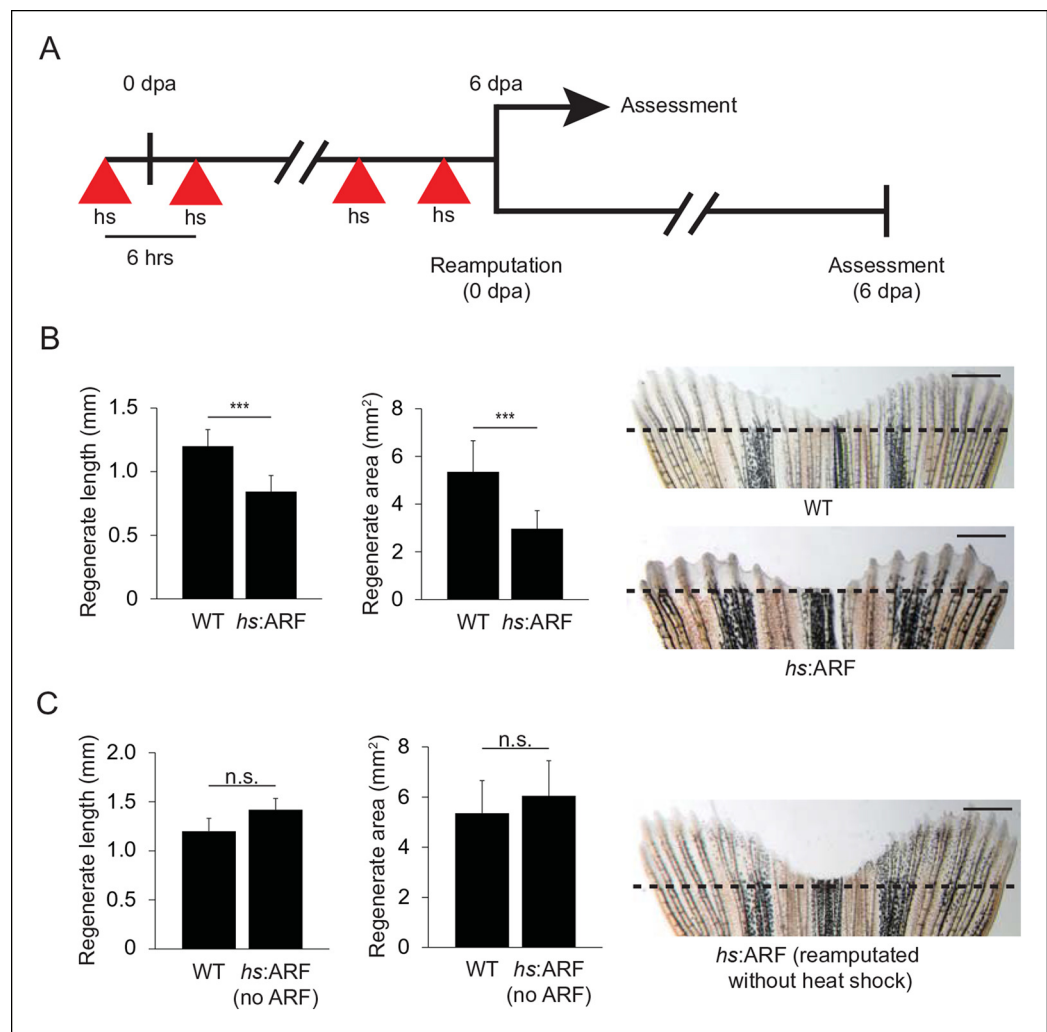 A
0 dpa
6 dpa
Assessment
hs
hs
hs
hs
6 hrs
Reamputation
(0 dpa)
Assessment
(6 dpa)
B
Regenerate length (mm)
1.5
1.0
0.5
0
***
WT
hs:ARF
Regenerate area (mm²)
8
6
4
2
0
***
WT
hs:ARF
WT
hs:ARF
C
Regenerate length (mm)
2.0
1.5
1.0
0.5
0
n.s.
WT
hs:ARF
(no ARF)
Regenerate area (mm²)
8
6
4
2
0
n.s.
WT
hs:ARF
(no ARF)
hs:ARF (reamputated
without heat shock)